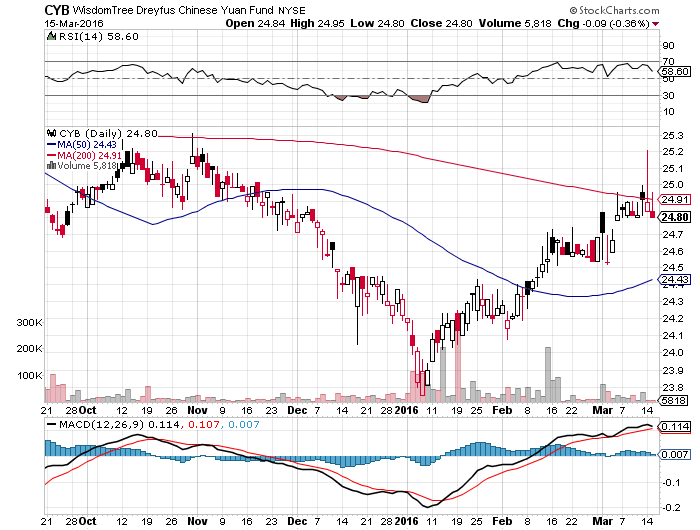 CYB WisdomTree Dreyfus Chinese Yuan Fund NYSE © StockCharts.com
15-Mar-2016 Open 24.84 High 24.95 Low 24.80 Close 24.80 Volume 5,818 Chg -0.09 (-0.36%)
RSI(14) 58.60
90
70
58.60
50
30
10
CYB (Daily) 24.80
MA(50) 24.43
MA(200) 24.91
Volume 5,818
25.3
25.2
25.1
25.0
24.91
24.80
24.7
24.6
24.5
24.43
24.3
24.2
24.1
24.0
23.9
23.8
5818
300K
200K
100K
21 28 Oct 5 12 19 26 Nov 9 16 23 Dec 7 14 21 28 2016 11 19 25 Feb 8 16 22 Mar 7 14
MACD(12,26,9) 0.114, 0.107, 0.007
0.114
0.007
-0.1
-0.2
21 28 Oct 5 12 19 26 Nov 9 16 23 Dec 7 14 21 28 2016 11 19 25 Feb 8 16 22 Mar 7 14